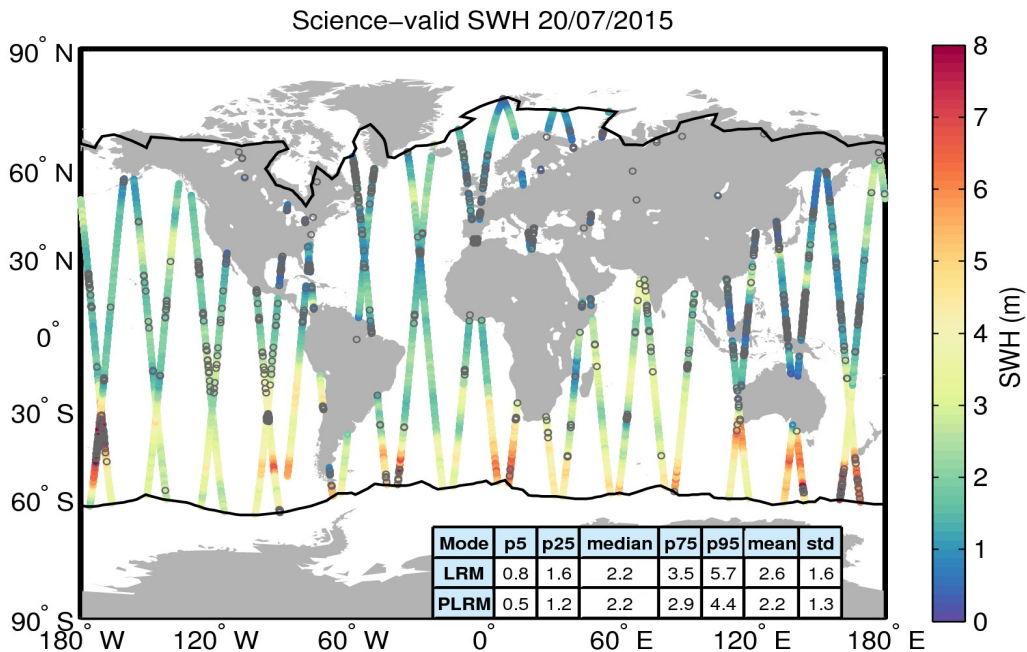 Science−valid SWH 20/07/2015
90° N
60° N
30° N
0°
30° S
60° S
90° S
180° W
120° W
60° W
0°
60° E
120° E
180° E
Mode p5 p25 median p75 p95 mean std
LRM 0.8 1.6 2.2 3.5 5.7 2.6 1.6
PLRM 0.5 1.2 2.2 2.9 4.4 2.2 1.3
8
7
6
5
4
3
2
1
0
SWH (m)